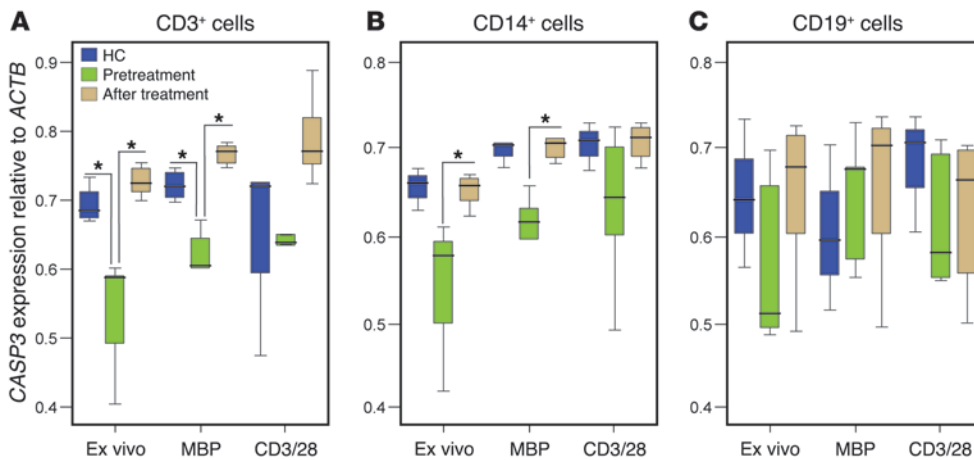 A CD3⁺ cells
B CD14⁺ cells
C CD19⁺ cells
CASP3 expression relative to ACTB
HC
Pretreatment
After treatment
0.9
0.8
0.7
0.6
0.5
0.4
* * * *
Ex vivo MBP CD3/28
0.8
0.7
0.6
0.5
0.4
* *
Ex vivo MBP CD3/28
0.8
0.7
0.6
0.5
0.4
Ex vivo MBP CD3/28